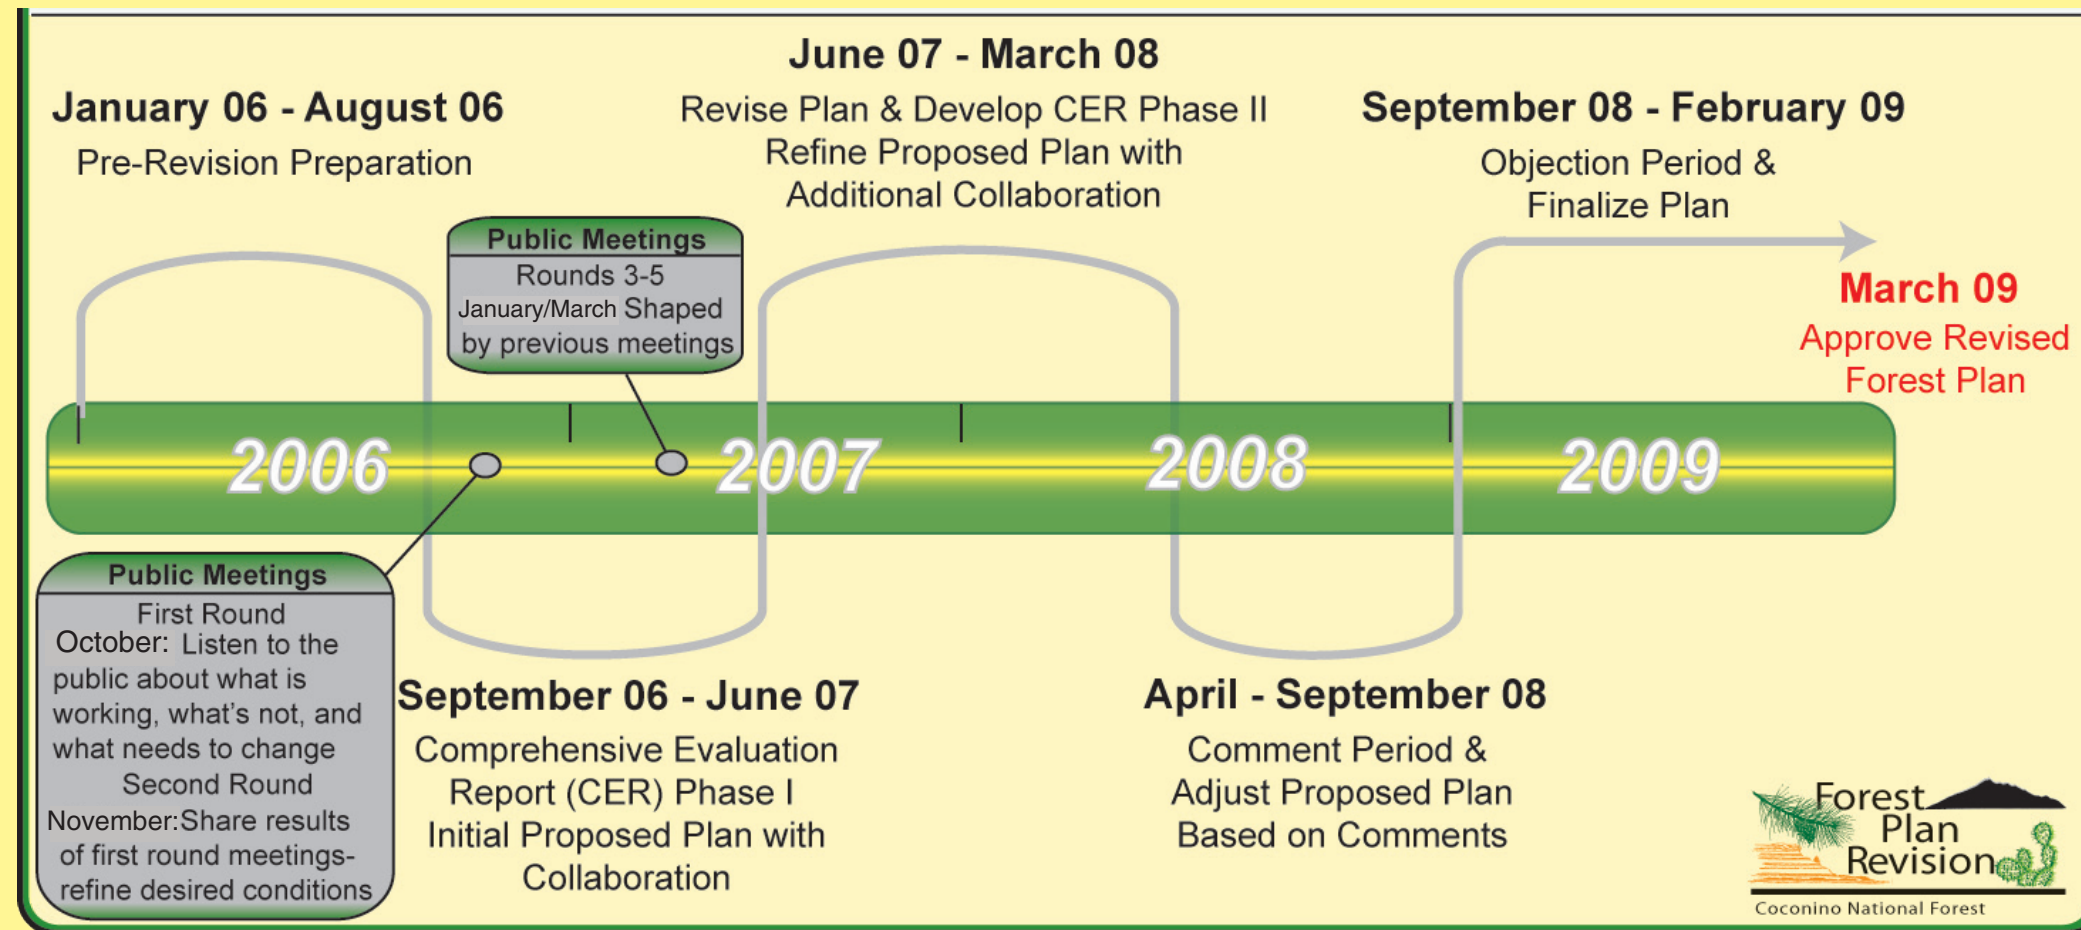 January 06 - August 06
Pre-Revision Preparation
June 07 - March 08
Revise Plan & Develop CER Phase II
Refine Proposed Plan with
Additional Collaboration
September 08 - February 09
Objection Period &
Finalize Plan
Public Meetings
Rounds 3-5
January/March Shaped
by previous meetings
March 09
Approve Revised
Forest Plan
2006
2007
2008
2009
Public Meetings
First Round
October: Listen to the
public about what is
working, what's not, and
what needs to change
Second Round
November:Share results
of first round meetings-
refine desired conditions
September 06 - June 07
Comprehensive Evaluation
Report (CER) Phase I
Initial Proposed Plan with
Collaboration
April - September 08
Comment Period &
Adjust Proposed Plan
Based on Comments
Forest
Plan
Revision
Coconino National Forest